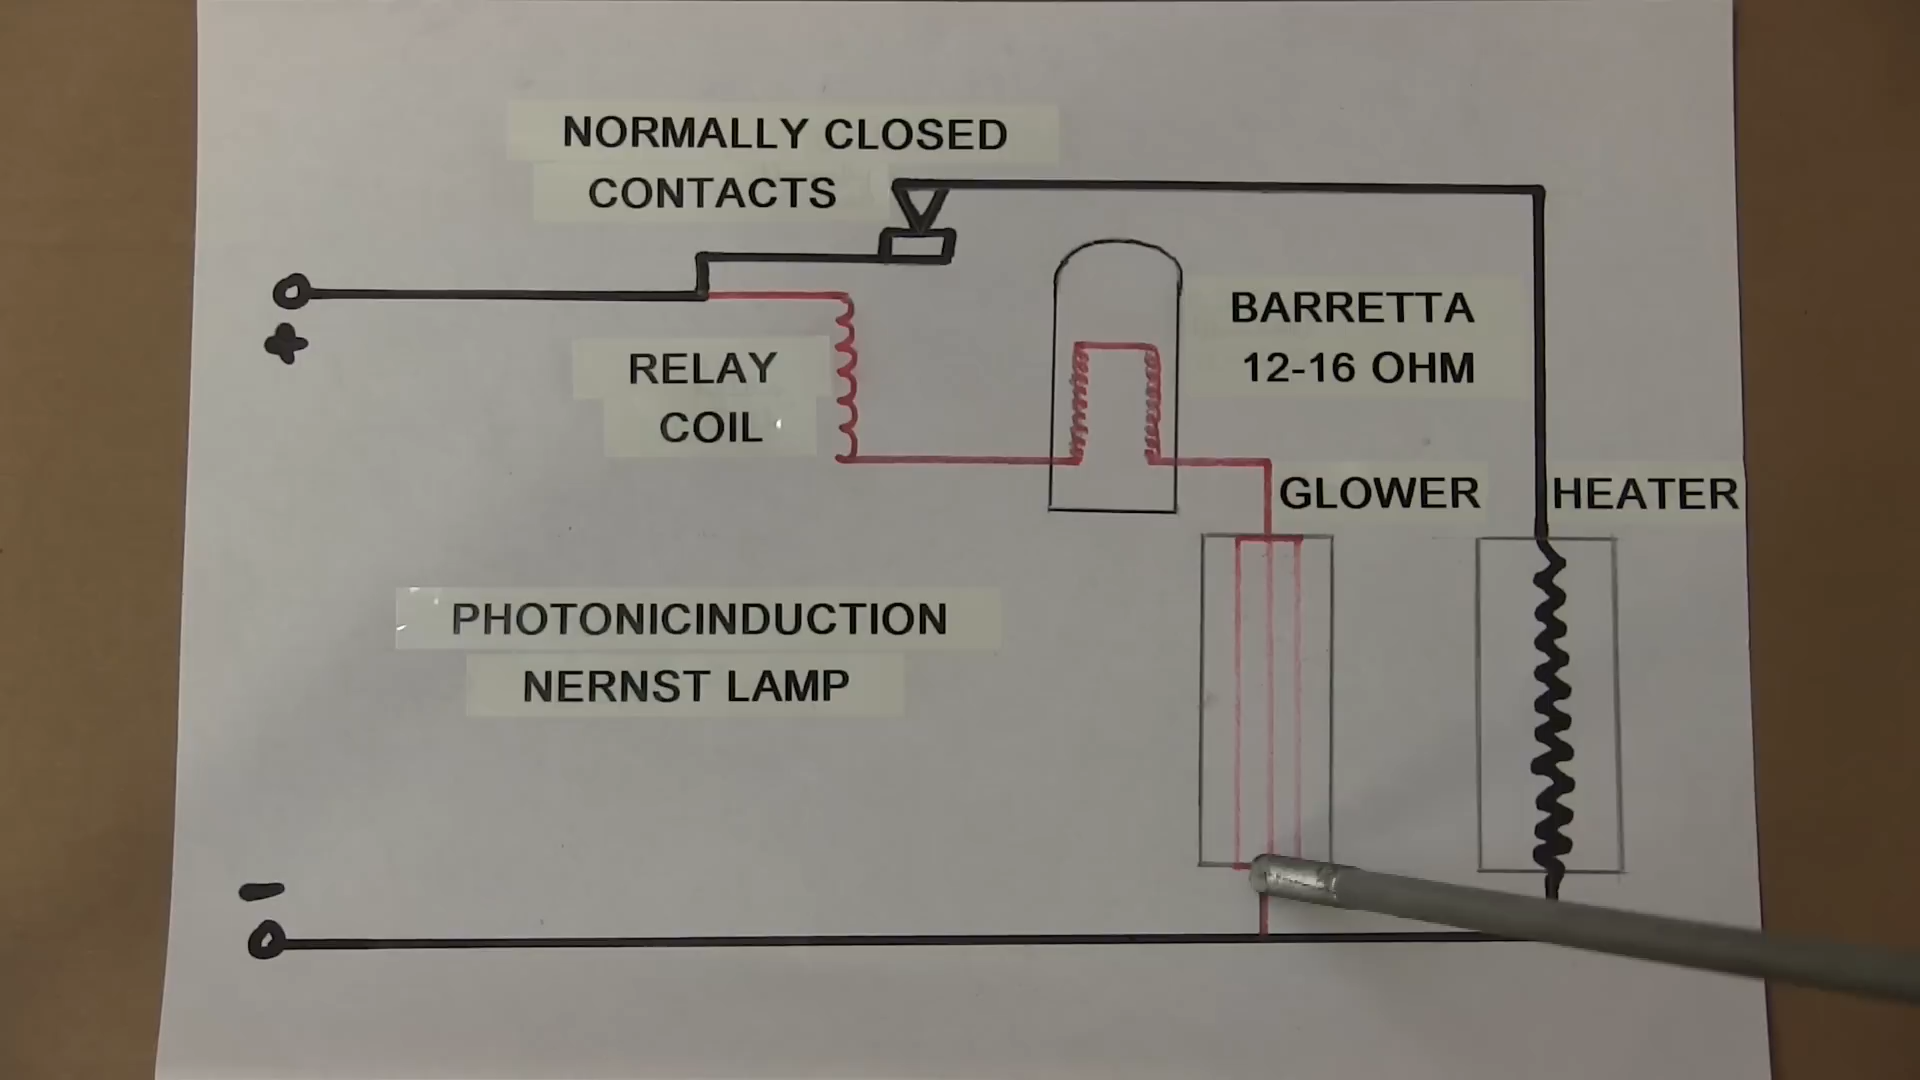 NORMALLY CLOSED
CONTACTS
+
BARRETTA
12-16 OHM
RELAY
COIL
GLOWER
HEATER
PHOTONICINDUCTION
NERNST LAMP
-